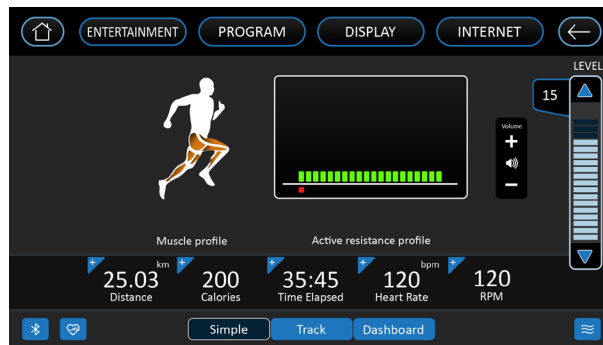 ENTERTAINMENT PROGRAM DISPLAY INTERNET
LEVEL
15
Volume
Muscle profile Active resistance profile
km bpm
25.03 200 35:45 120 120
Distance Calories Time Elapsed Heart Rate RPM
Simple Track Dashboard